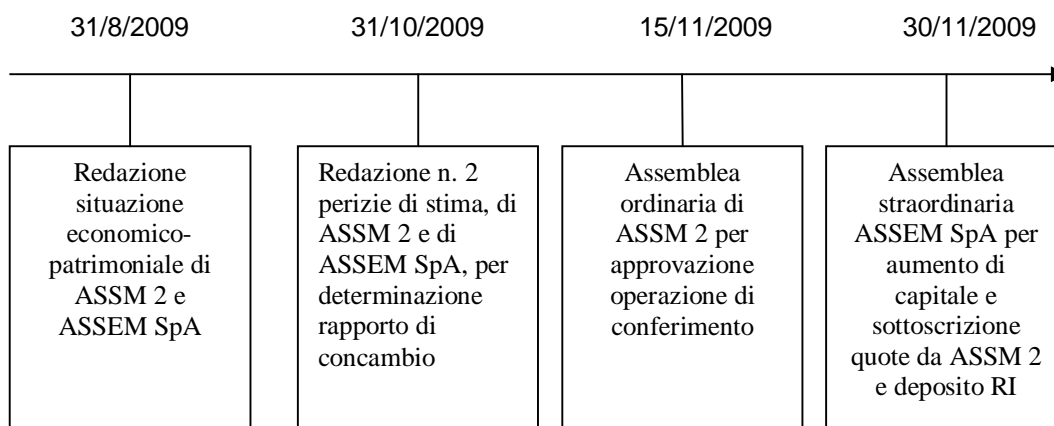 31/8/2009
31/10/2009
15/11/2009
30/11/2009
Redazione
situazione
economico-
patrimoniale di
ASSM 2 e
ASSEM SpA
Redazione n. 2
perizie di stima, di
ASSM 2 e di
ASSEM SpA, per
determinazione
rapporto di
concambio
Assemblea
ordinaria di
ASSM 2 per
approvazione
operazione di
conferimento
Assemblea
straordinaria
ASSEM SpA per
aumento di
capitale e
sottoscrizione
quote da ASSM 2
e deposito RI